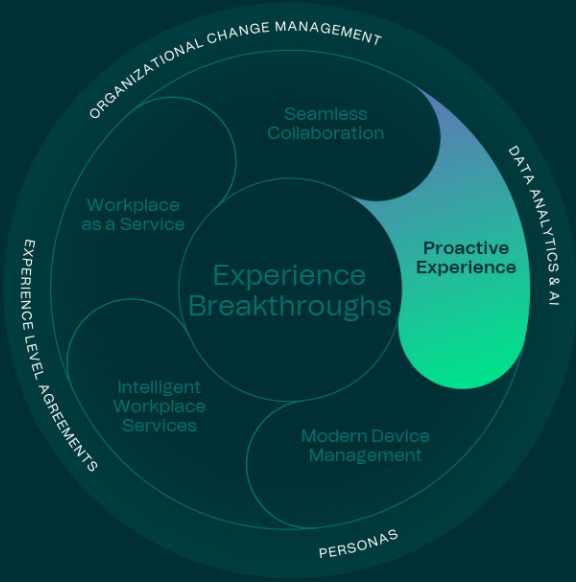 ORGANIZATIONAL CHANGE MANAGEMENT
Seamless
Collaboration
DATA ANALYTICS & AI
Workplace
as a Service
Proactive
Experience
Experience
Breakthroughs
EXPERIENCE LEVEL AGREEMENTS
Intelligent
Workplace
Services
Modern Device
Management
PERSONAS